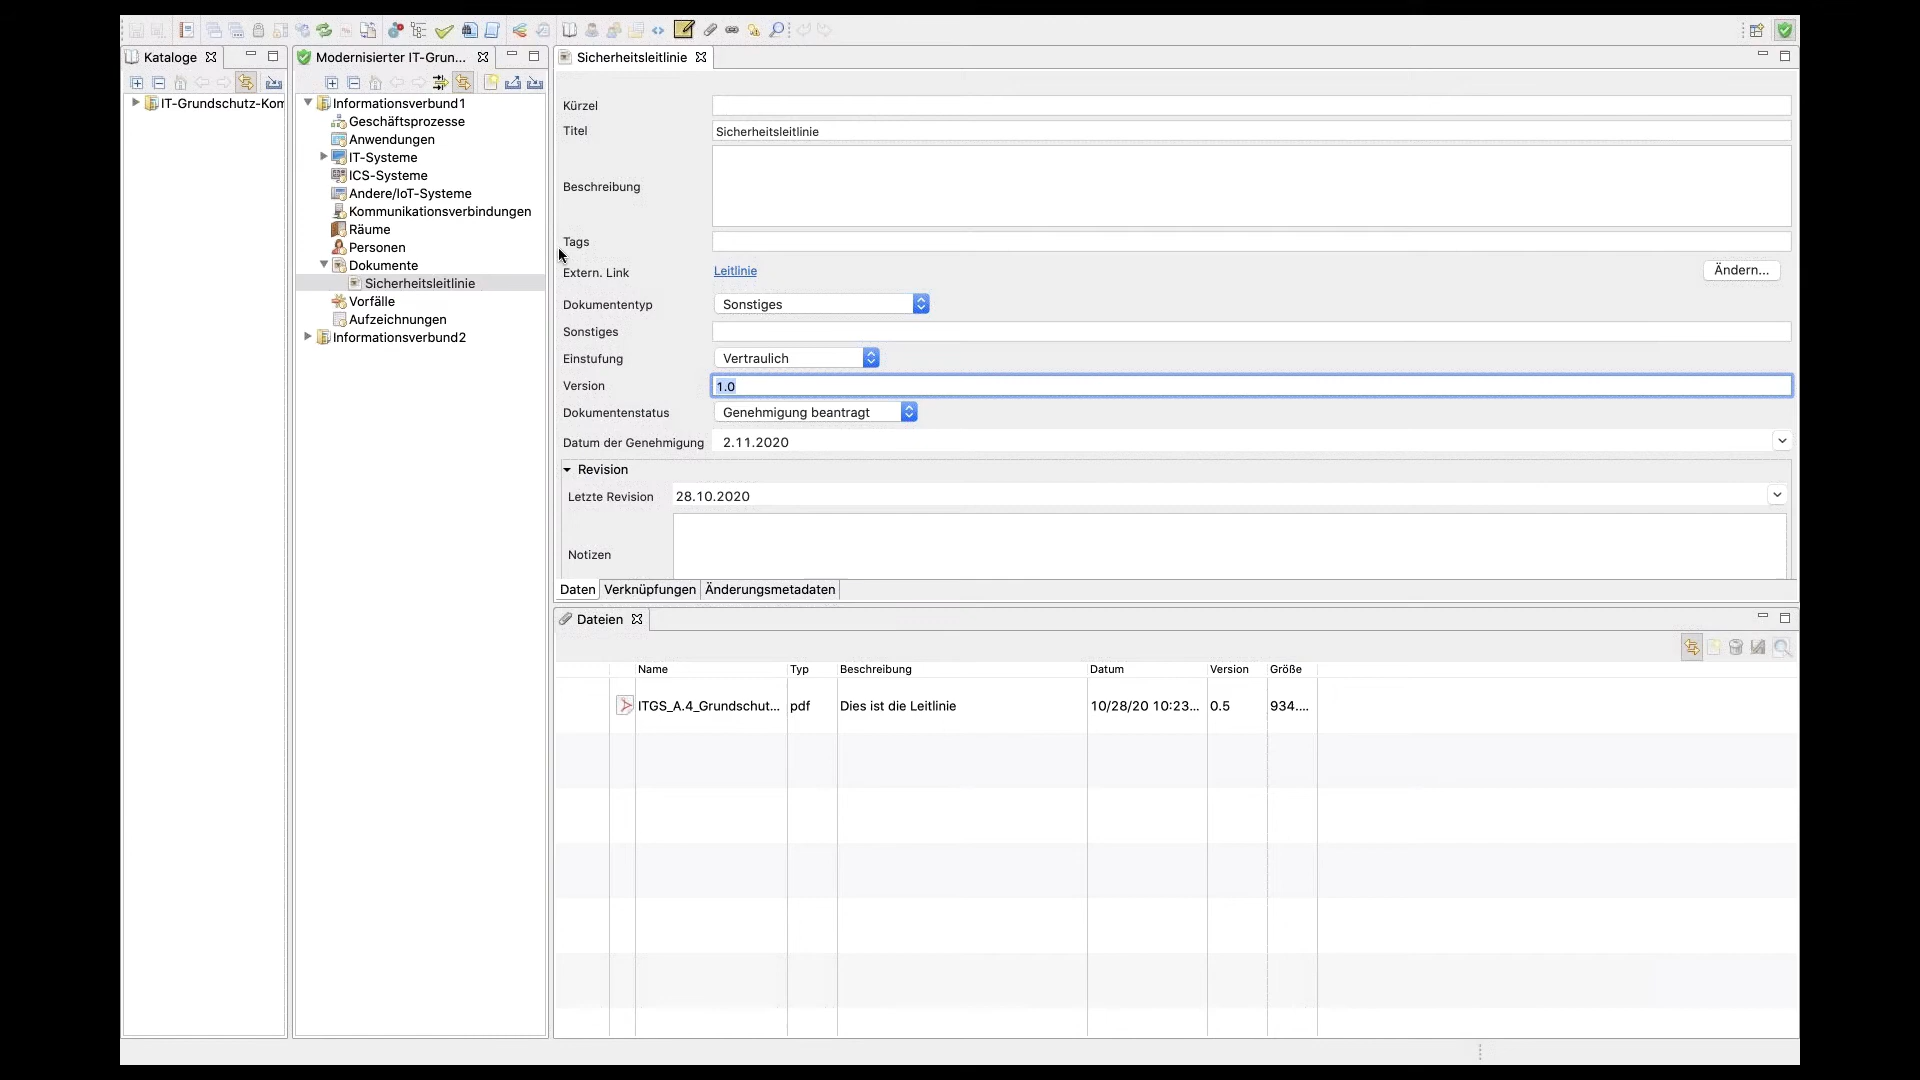 Kataloge
Modernisierter IT-Grun...
Sicherheitsleitlinie
IT-Grundschutz-Kom
Informationsverbund1
Geschäftsprozesse
Anwendungen
IT-Systeme
ICS-Systeme
Andere/IoT-Systeme
Kommunikationsverbindungen
Räume
Personen
Dokumente
Sicherheitsleitlinie
Vorfälle
Aufzeichnungen
Informationsverbund2
Kürzel
Titel Sicherheitsleitlinie
Beschreibung
Tags
Extern. Link Leitlinie Ändern...
Dokumententyp Sonstiges
Sonstiges
Einstufung Vertraulich
Version 1.0
Dokumentenstatus Genehmigung beantragt
Datum der Genehmigung 2.11.2020
Revision
Letzte Revision 28.10.2020
Notizen
Daten Verknüpfungen Änderungsmetadaten
Dateien
Name Typ Beschreibung Datum Version Größe
ITGS_A.4_Grundschut... pdf Dies ist die Leitlinie 10/28/20 10:23... 0.5 934....